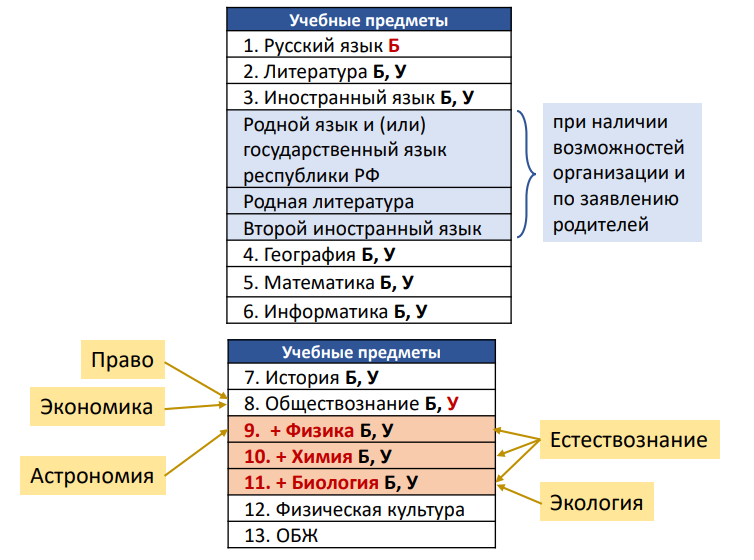 Учебные предметы
1. Русский язык Б
2. Литература Б, У
3. Иностранный язык Б, У
Родной язык и (или)
государственный язык
республики РФ
Родная литература
Второй иностранный язык
4. География Б, У
5. Математика Б, У
6. Информатика Б, У
при наличии
возможностей
организации и
по заявлению
родителей
Учебные предметы
7. История Б, У
8. Обществознание Б, У
9. + Физика Б, У
10. + Химия Б, У
11. + Биология Б, У
12. Физическая культура
13. ОБЖ
Право
Экономика
Астрономия
Естествознание
Экология